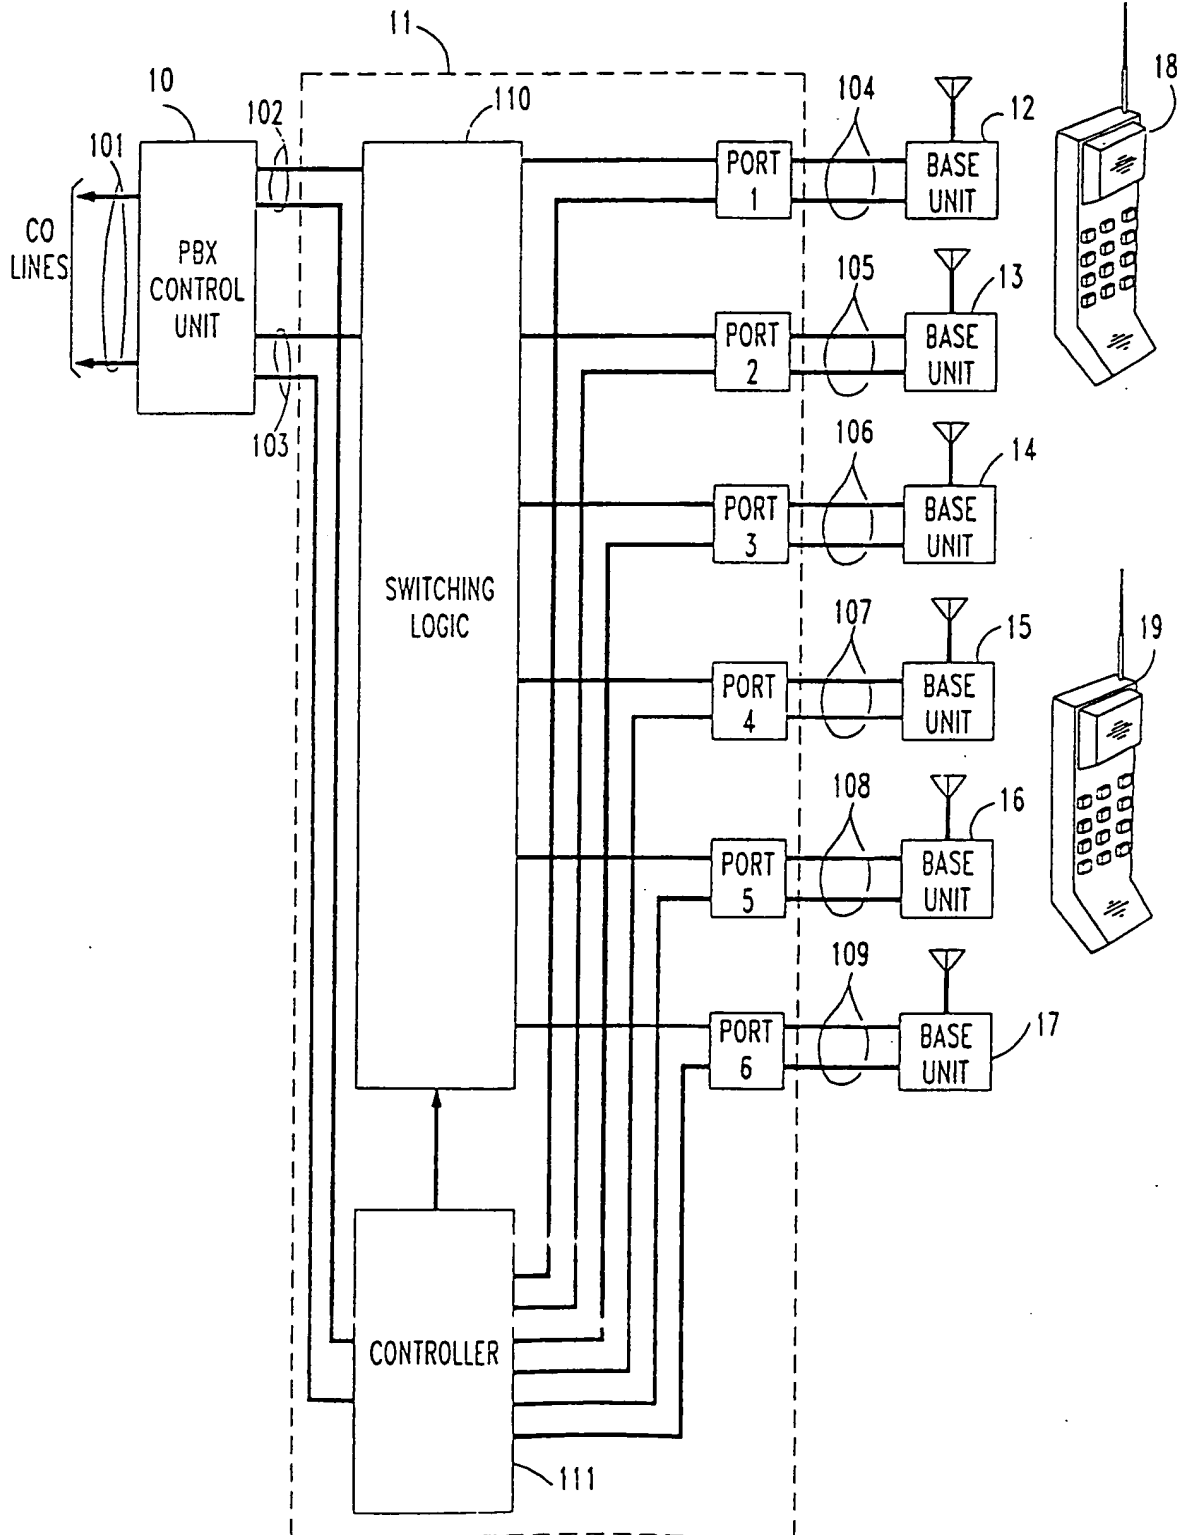 11
10
102
110
104
12
18
101
CO
LINES
PBX
CONTROL
UNIT
103
PORT
1
BASE
UNIT
105
13
PORT
2
BASE
UNIT
106
14
PORT
3
BASE
UNIT
SWITCHING
LOGIC
107
15
19
PORT
4
BASE
UNIT
108
16
PORT
5
BASE
UNIT
109
17
PORT
6
BASE
UNIT
CONTROLLER
111